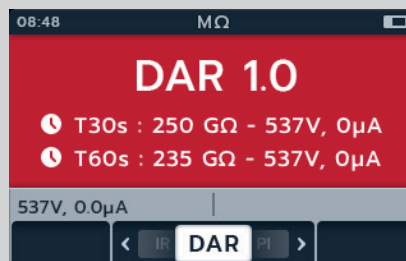 08:48 MΩ
DAR 1.0
T30s : 250 GΩ - 537V, 0µA
T60s : 235 GΩ - 537V, 0µA
537V, 0.0µA
< IR DAR PI >